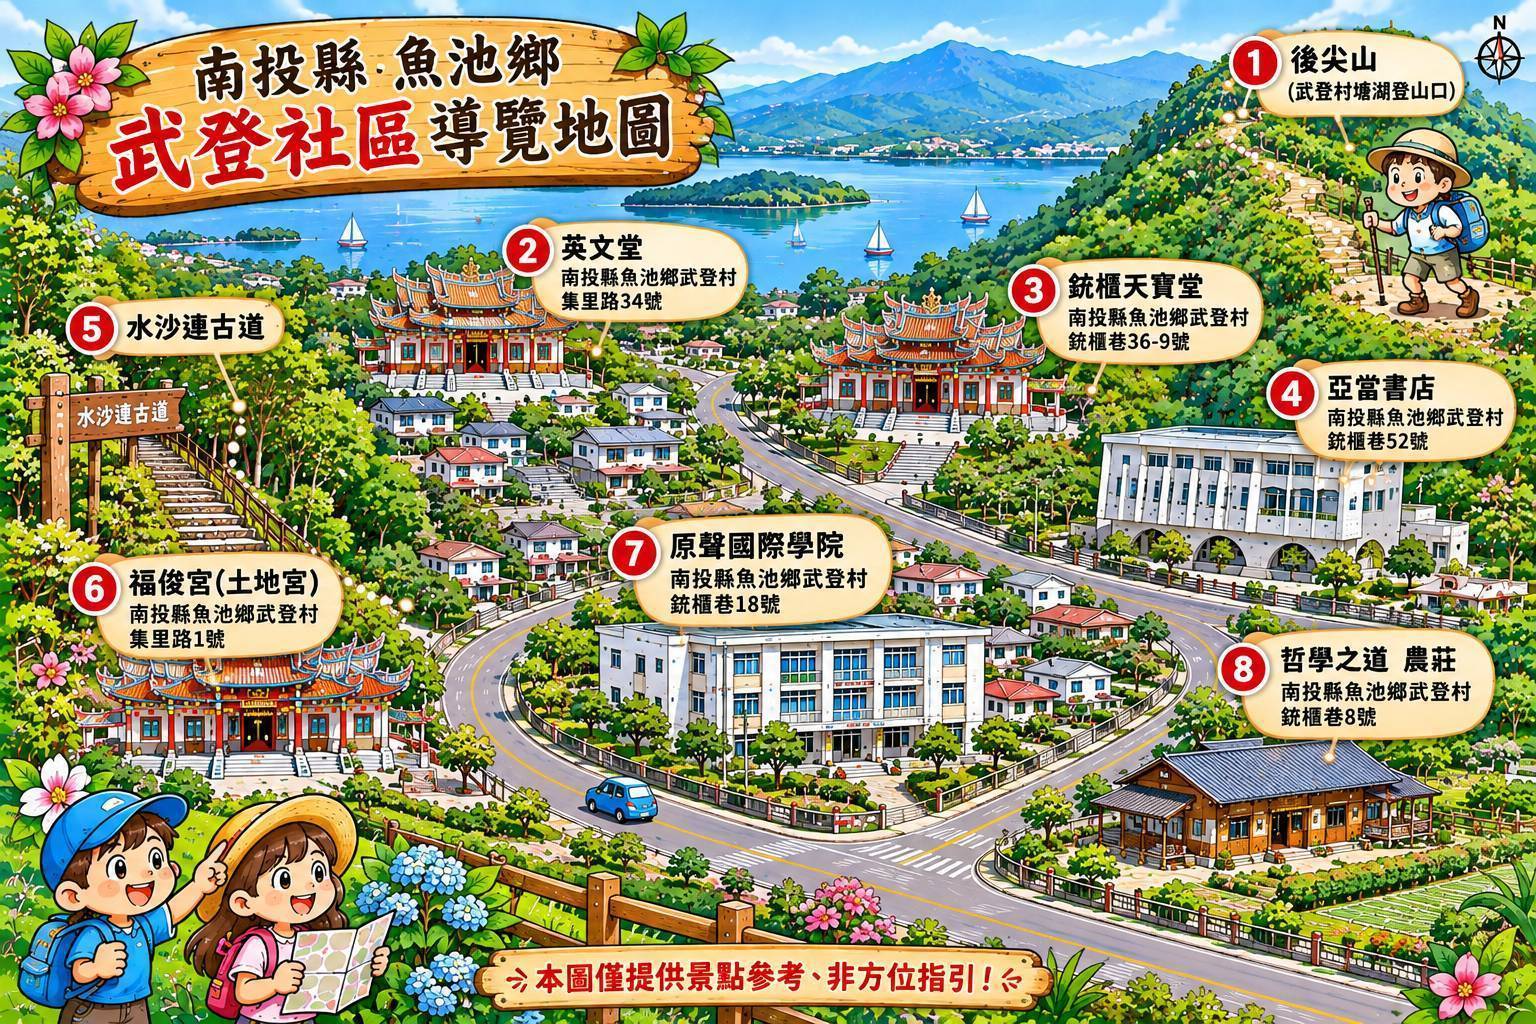 南投縣‧魚池鄉
武登社區導覽地圖
N
1 後尖山
(武登村塘湖登山口)
2 英文堂
南投縣魚池鄉武登村
集里路34號
3 銃櫃天寶堂
南投縣魚池鄉武登村
銃櫃巷36-9號
4 亞當書店
南投縣魚池鄉武登村
銃櫃巷52號
5 水沙連古道
水沙連古道
6 福俊宮(土地宮)
南投縣魚池鄉武登村
集里路1號
7 原聲國際學院
南投縣魚池鄉武登村
銃櫃巷18號
8 哲學之道 農莊
南投縣魚池鄉武登村
銃櫃巷8號
本圖僅提供景點參考、非方位指引！